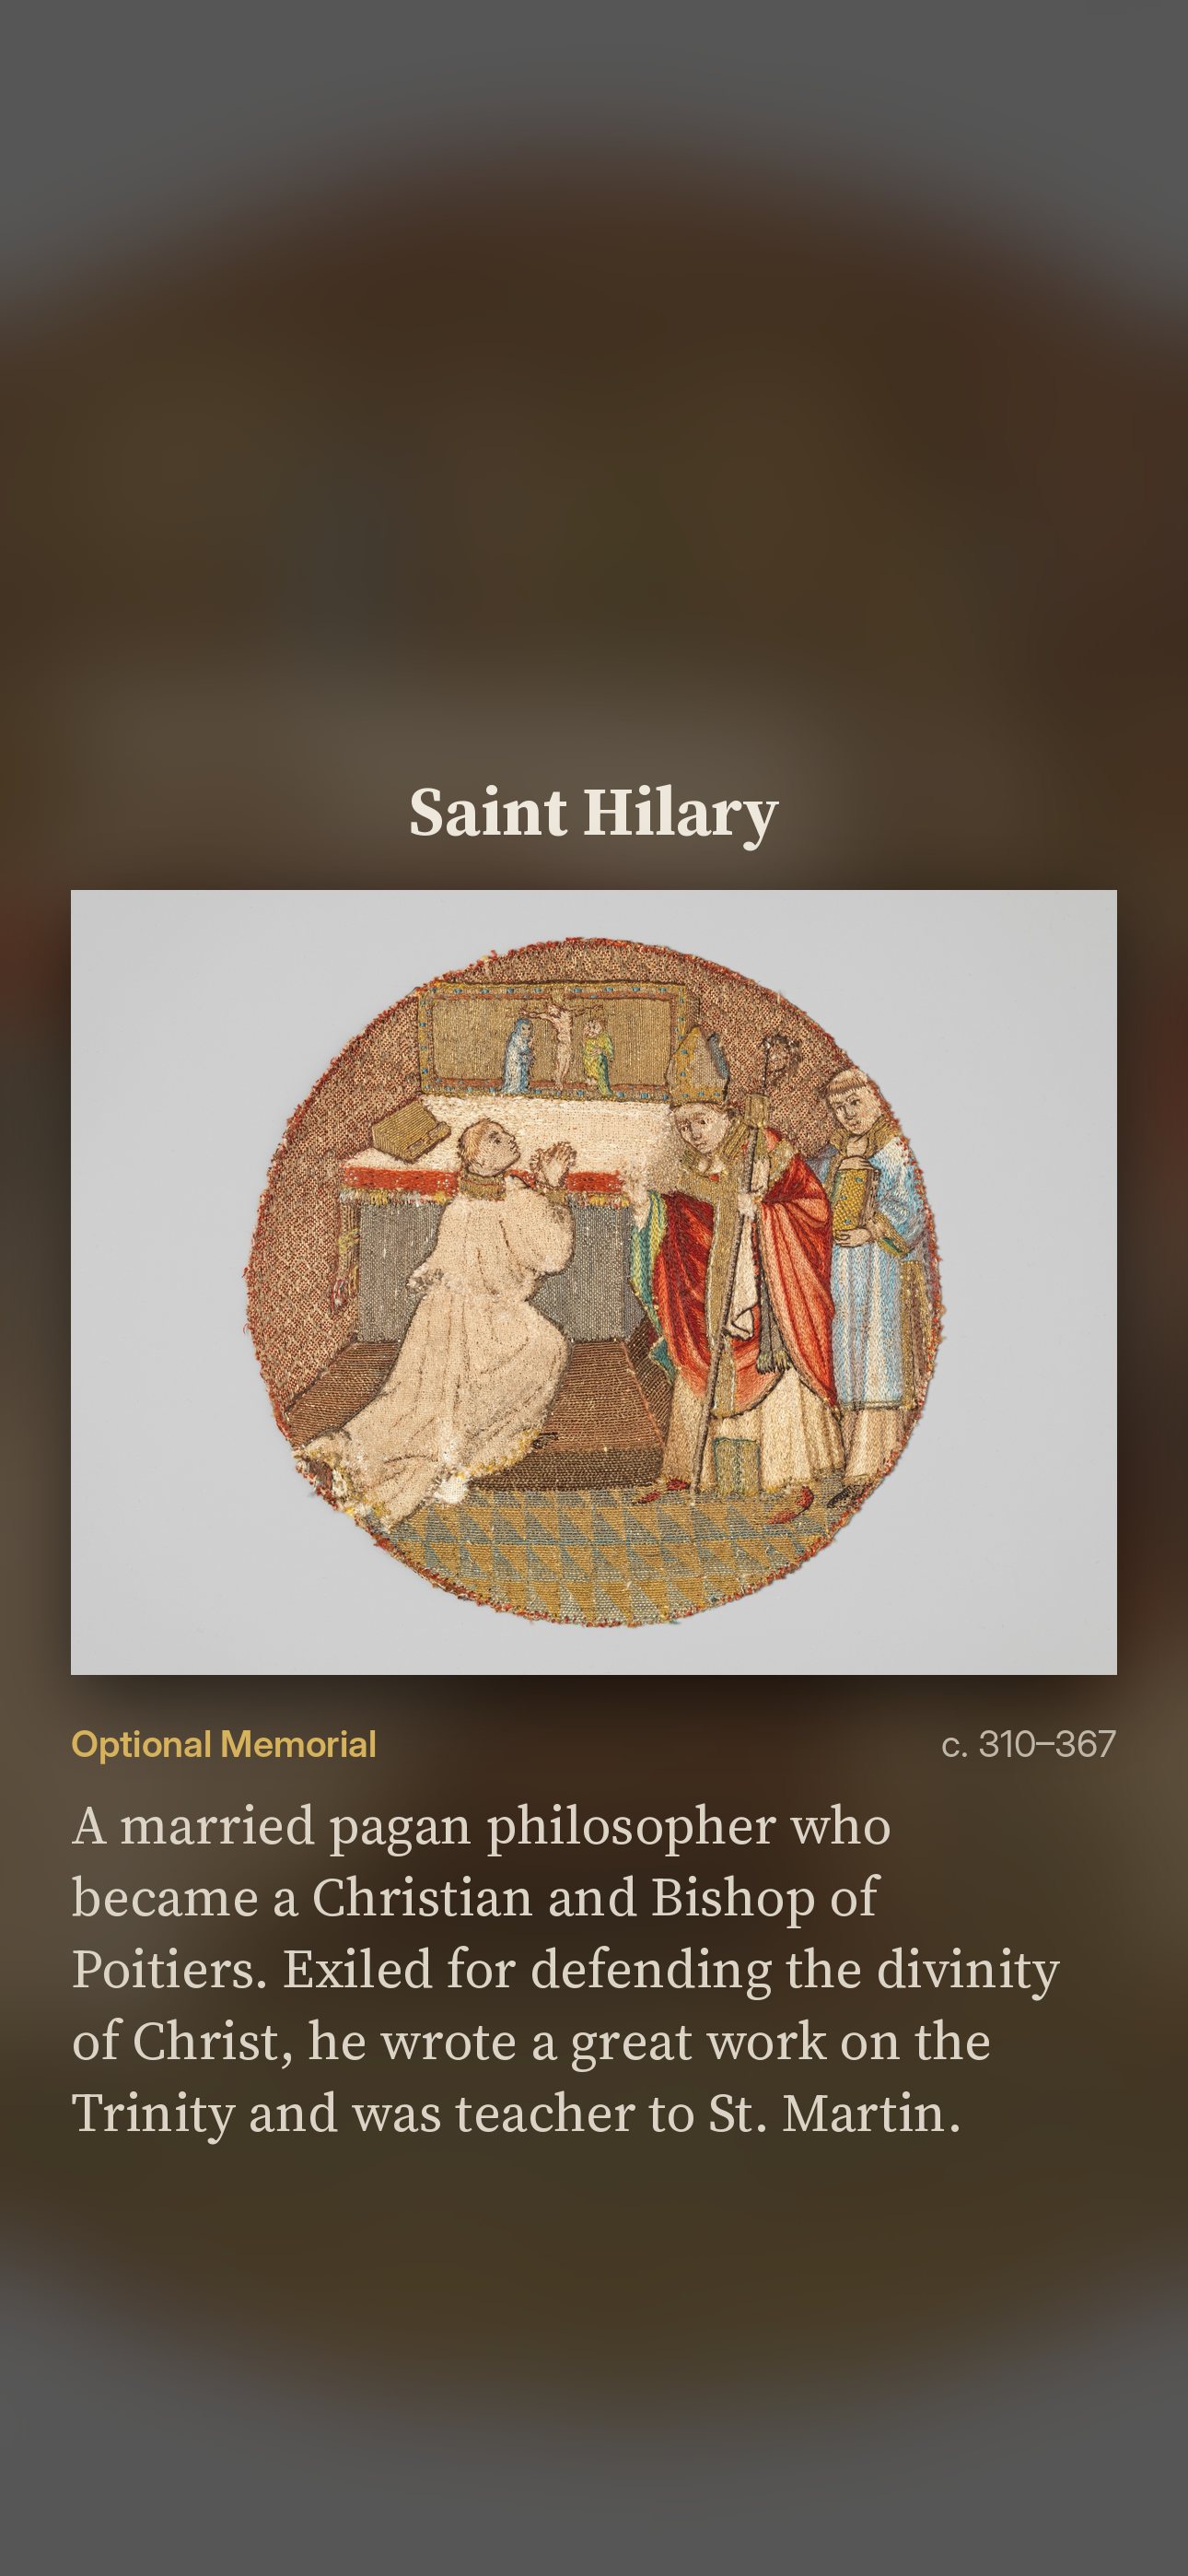 Saint Hilary
Optional Memorial
c. 310–367
A married pagan philosopher who
became a Christian and Bishop of
Poitiers. Exiled for defending the divinity
of Christ, he wrote a great work on the
Trinity and was teacher to St. Martin.